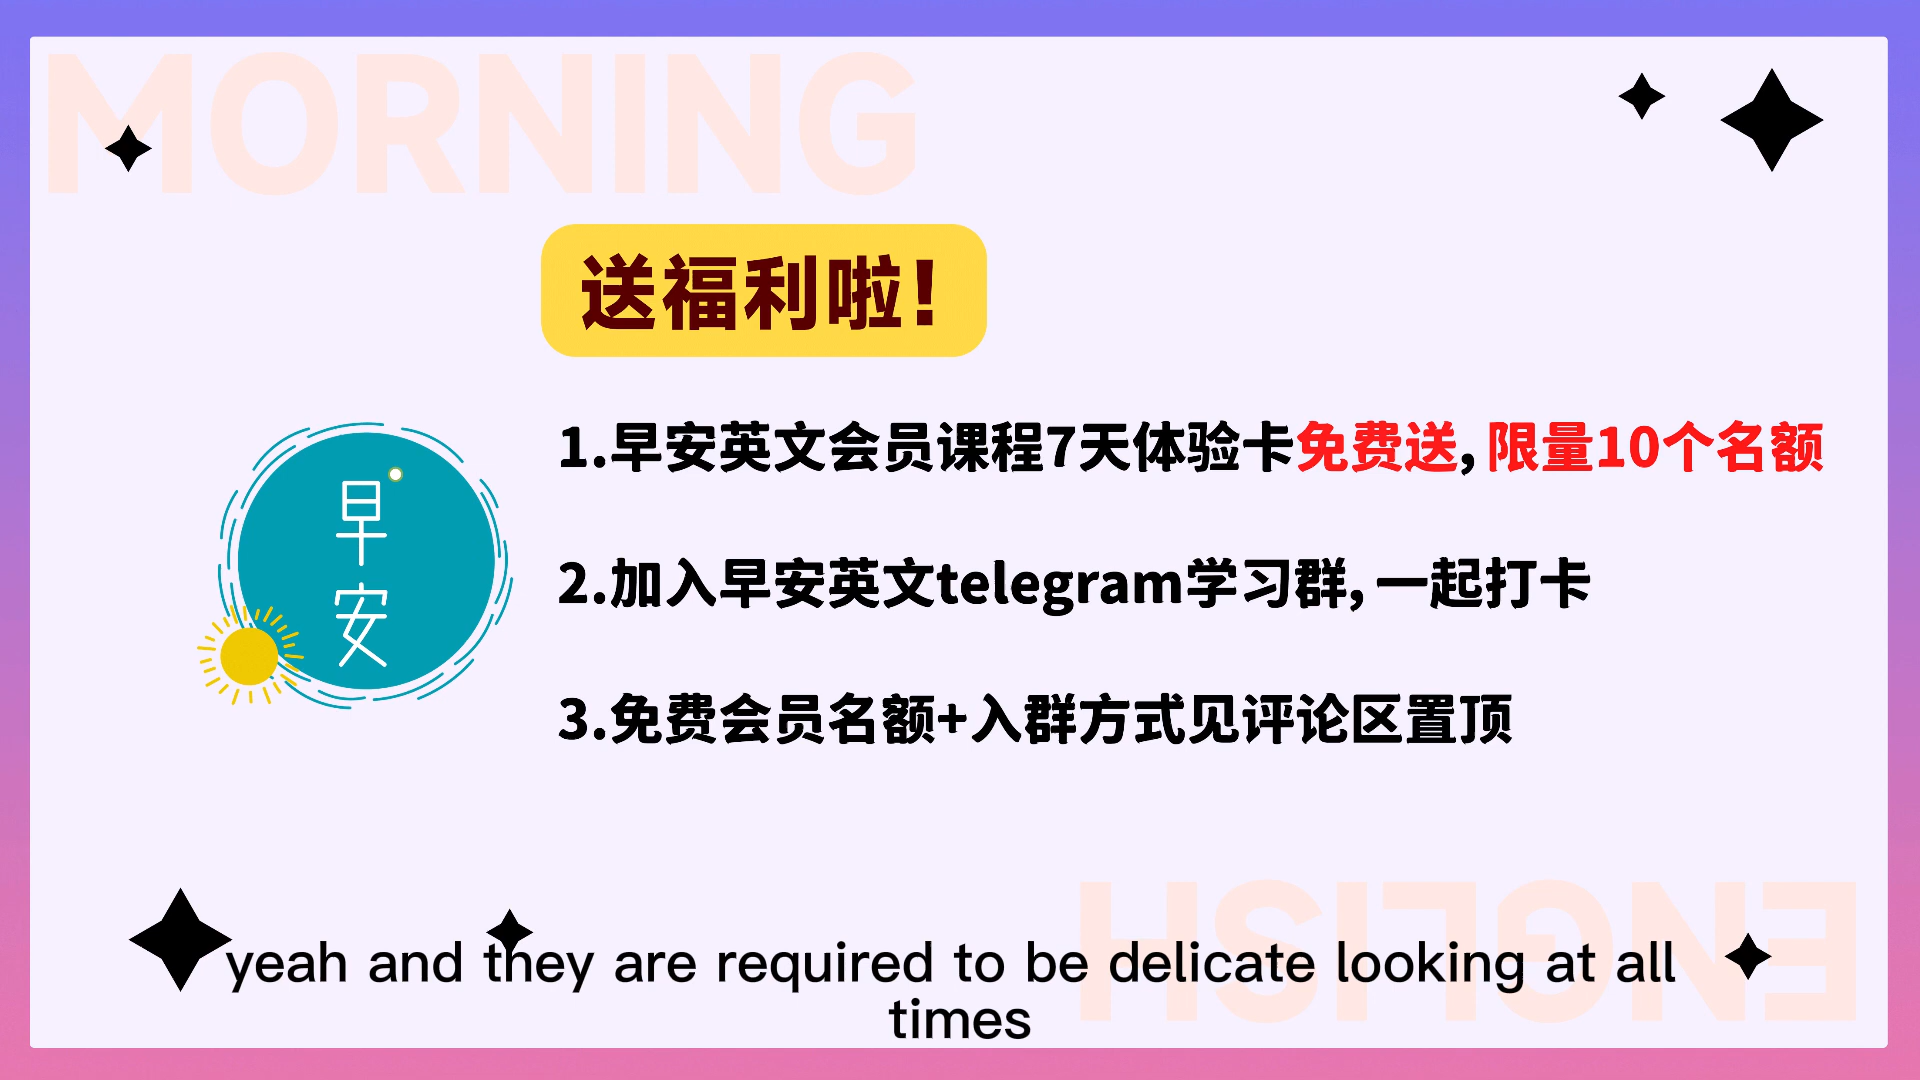 MORNING
送福利啦!
1.早安英文会员课程7天体验卡免费送,限量10个名额
早
安
2.加入早安英文telegram学习群,一起打卡
3.免费会员名额+入群方式见评论区置顶
ENGLISH
yeah and they are required to be delicate looking at all
times